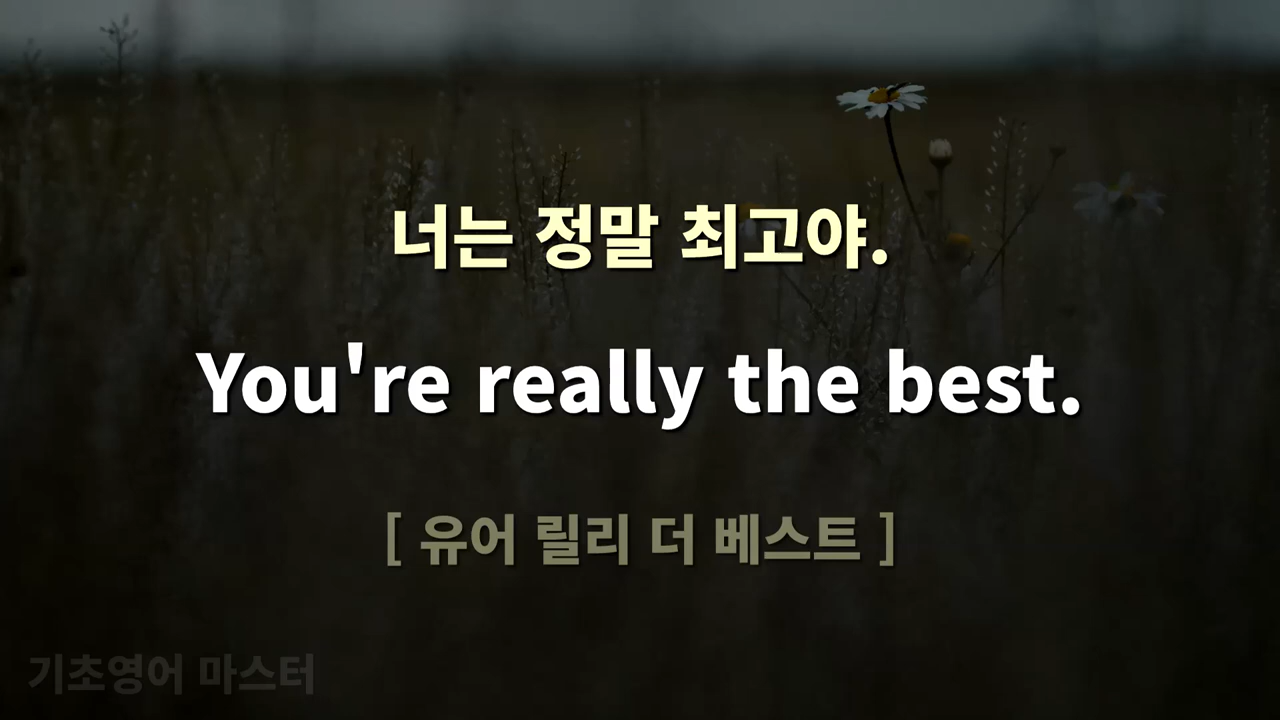 너는 정말 최고야.
You're really the best.
[ 유어 릴리 더 베스트 ]
기초영어 마스터